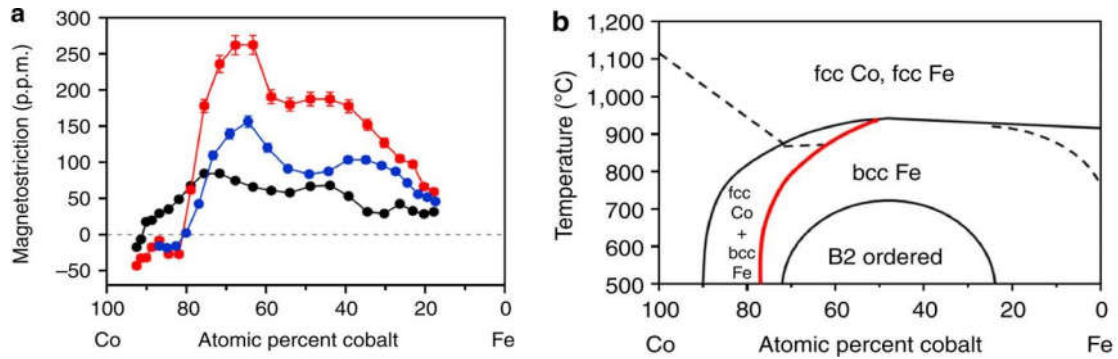 a
Magnetostriction (p.p.m.)
300
250
200
150
100
50
0
−50
100 80 60 40 20 0
Co Atomic percent cobalt Fe
b
Temperature (°C)
1,200
1,100
1,000
900
800
700
600
500
fcc Co, fcc Fe
bcc Fe
fcc
Co
+
bcc
Fe
B2 ordered
100 80 60 40 20 0
Co Atomic percent cobalt Fe